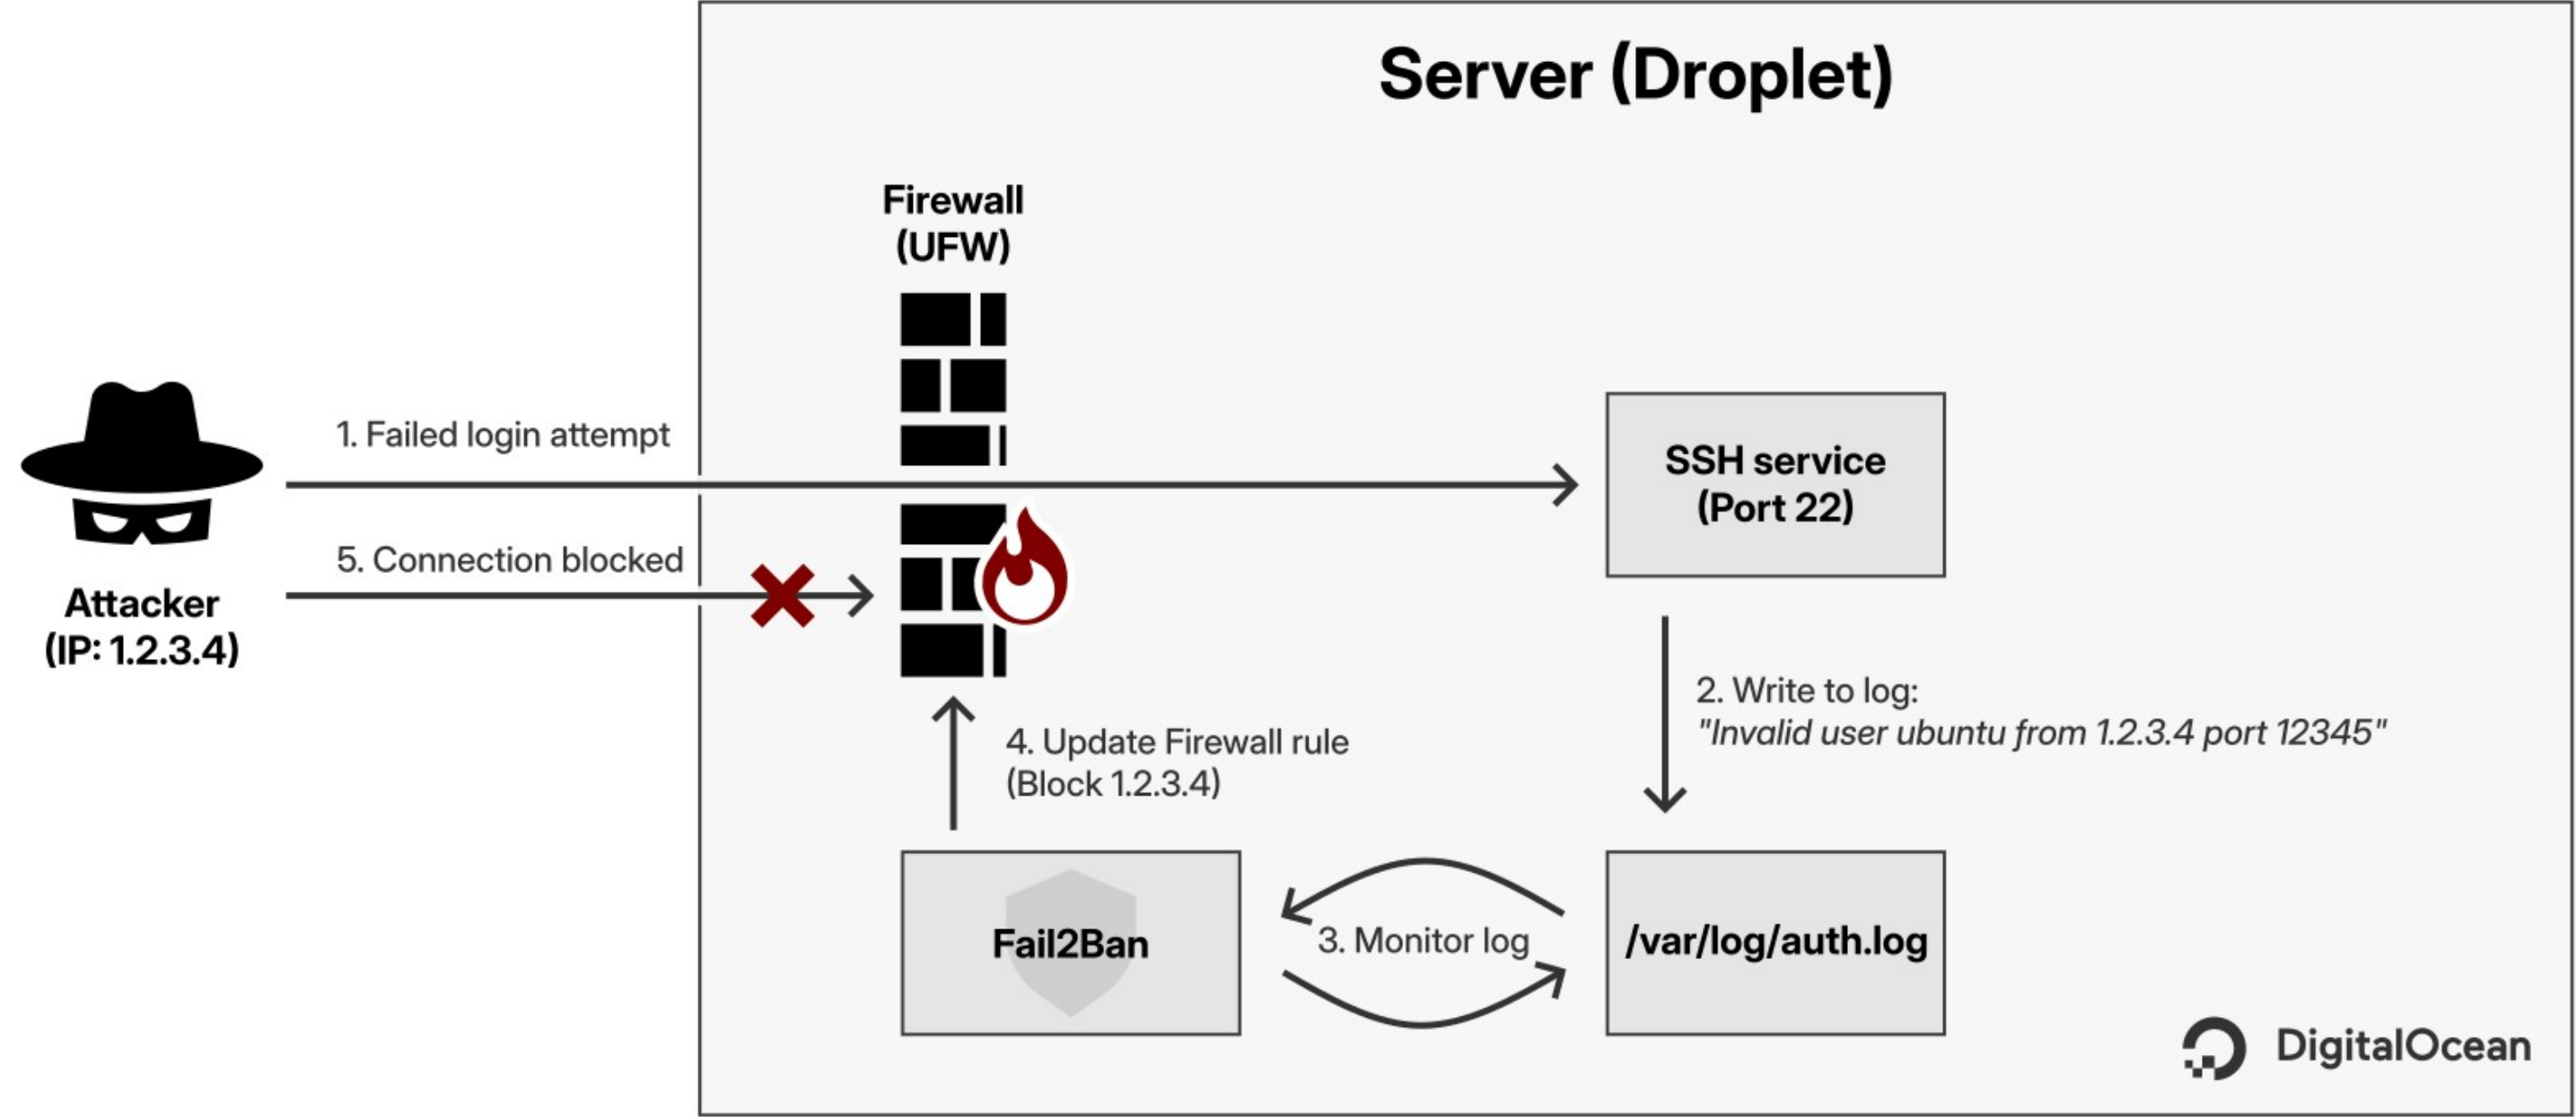 Server (Droplet)
Firewall
(UFW)
1. Failed login attempt
SSH service
(Port 22)
5. Connection blocked
Attacker
(IP: 1.2.3.4)
2. Write to log:
"Invalid user ubuntu from 1.2.3.4 port 12345"
4. Update Firewall rule
(Block 1.2.3.4)
Fail2Ban
3. Monitor log
/var/log/auth.log
DigitalOcean